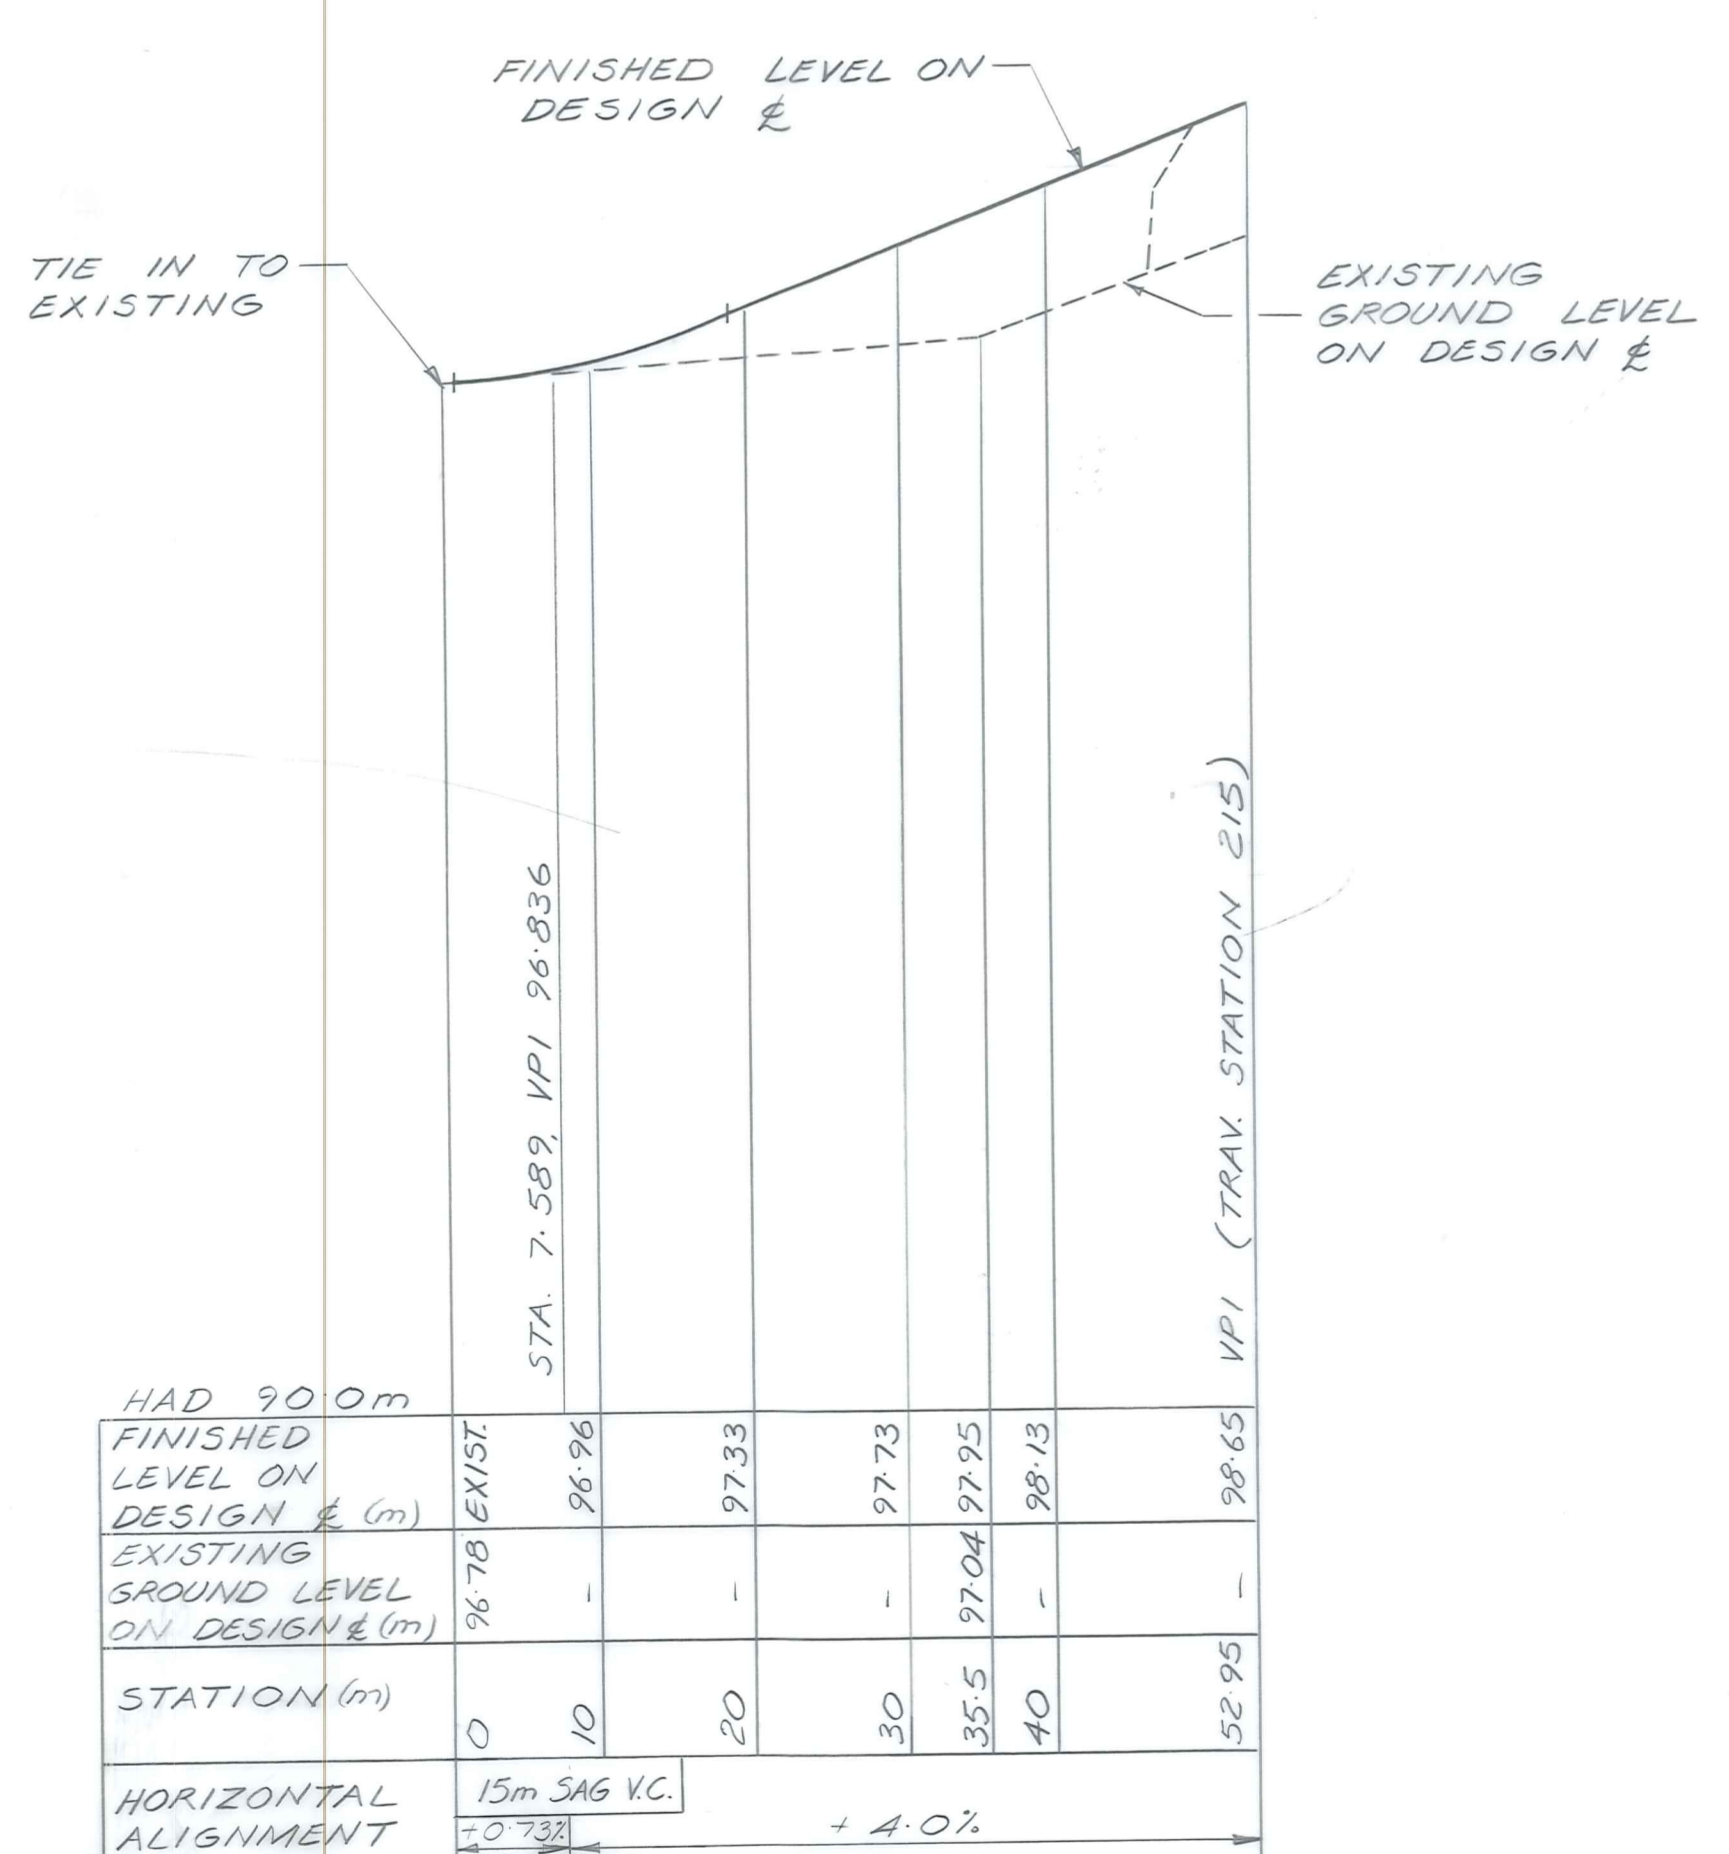 FINISHED LEVEL ON
DESIGN ℄
TIE IN TO
EXISTING
EXISTING
GROUND LEVEL
ON DESIGN ℄
STA. 7·589, VPI 96·836
VPI (TRAV. STATION 215)
HAD 90·0m
FINISHED
LEVEL ON
DESIGN ℄ (m)
EXIST.
96·96
97·33
97·73
97·95
98·13
98·65
EXISTING
GROUND LEVEL
ON DESIGN ℄ (m)
96·78
–
–
–
97·04
–
–
STATION (m)
0
10
20
30
35·5
40
52·95
HORIZONTAL
ALIGNMENT
15m SAG V.C.
+0·73%
+ 4·0%